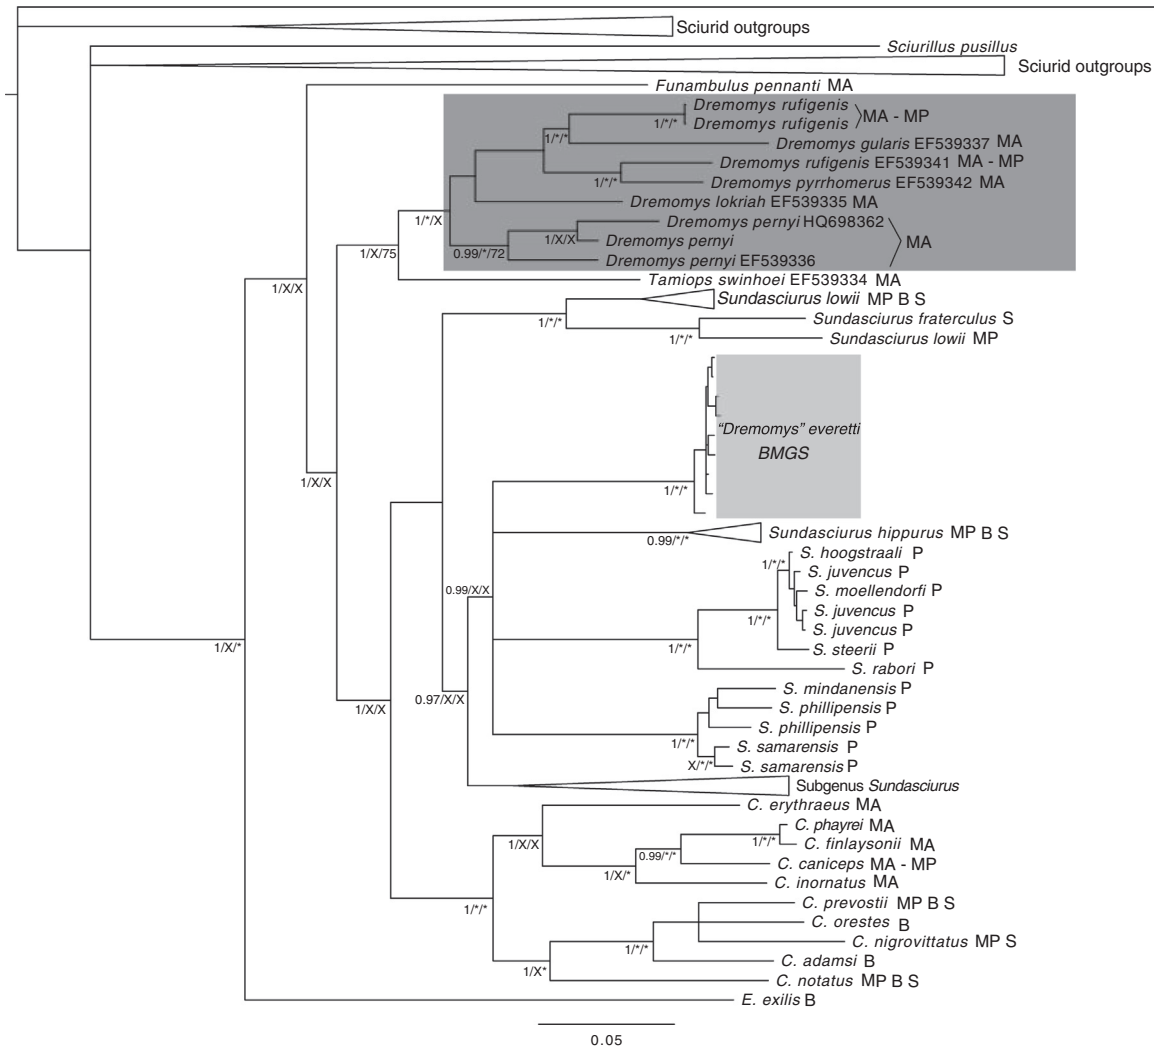 Sciurid outgroups
Sciurillus pusillus
Sciurid outgroups
Funambulus pennanti MA
Dremomys rufigenis
1/*/*
Dremomys rufigenis
MA - MP
1/*/*
Dremomys gularis EF539337 MA
Dremomys rufigenis EF539341 MA - MP
1/*/*
Dremomys pyrrhomerus EF539342 MA
Dremomys lokriah EF539335 MA
1/*/X
Dremomys pernyi HQ698362
1/X/X
Dremomys pernyi
MA
1/X/75
0.99/*/72
Dremomys pernyi EF539336
Tamiops swinhoei EF539334 MA
1/X/X
Sundasciurus lowii MP B S
1/*/*
Sundasciurus fraterculus S
1/*/*
Sundasciurus lowii MP
“Dremomys” everetti
BMGS
1/X/X
1/*/*
Sundasciurus hippurus MP B S
0.99/*/*
S. hoogstraali P
1/*/*
S. juvencus P
0.99/X/X
S. moellendorfi P
S. juvencus P
1/*/*
S. juvencus P
1/X/*
1/*/*
S. steerii P
S. rabori P
S. mindanensis P
0.97/X/X
1/X/X
S. phillipensis P
S. phillipensis P
1/*/*
S. samarensis P
X/*/*
S. samarensis P
Subgenus Sundasciurus
C. erythraeus MA
C. phayrei MA
1/X/X
1/*/*
C. finlaysonii MA
0.99/*/*
C. caniceps MA - MP
1/X/*
C. inornatus MA
C. prevostii MP B S
1/*/*
C. orestes B
C. nigrovittatus MP S
1/*/*
C. adamsi B
1/X*
C. notatus MP B S
E. exilis B
0.05